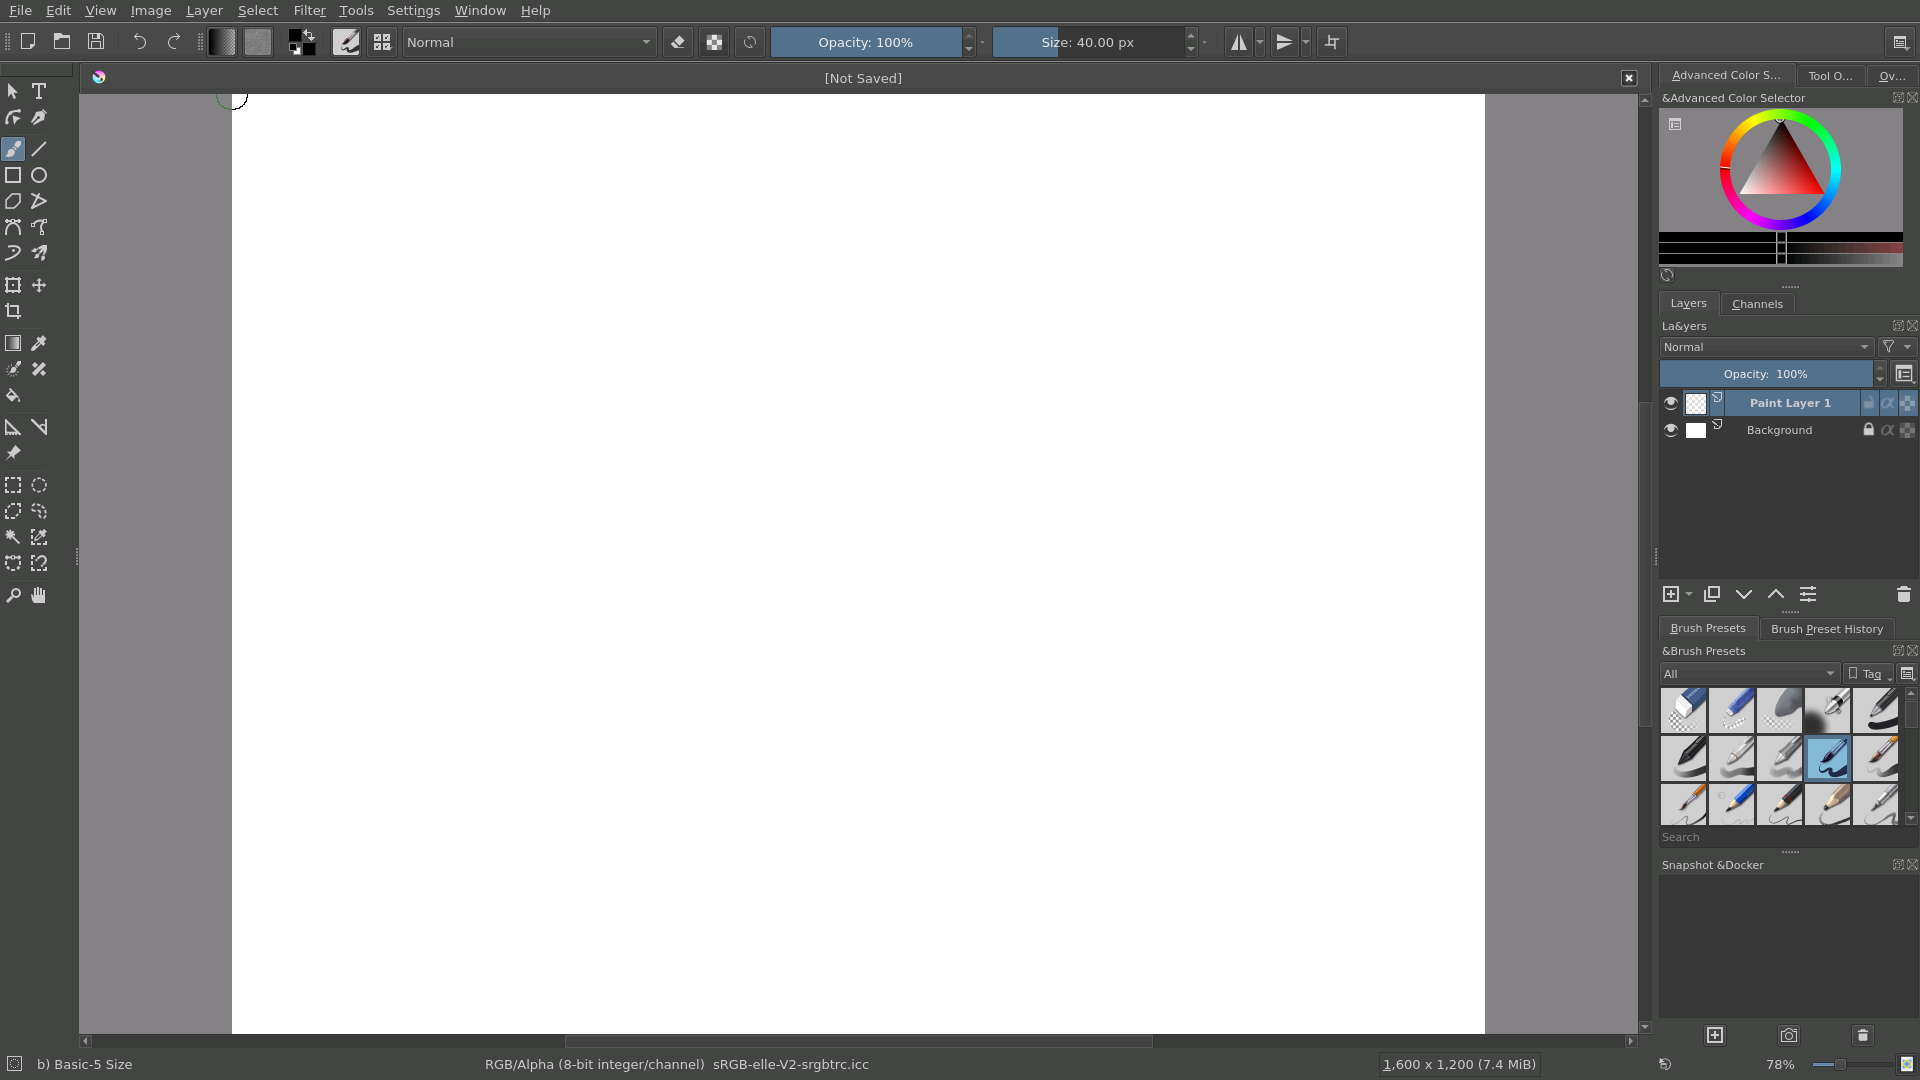 File Edit View Image Layer Select Filter Tools Settings Window Help
Normal
Opacity: 100%
Size: 40.00 px
[Not Saved]
Advanced Color S... Tool O... Ov...
&Advanced Color Selector
Layers Channels
La&yers
Normal
Opacity: 100%
Paint Layer 1
Background
Brush Presets Brush Preset History
&Brush Presets
All Tag
Search
Snapshot &Docker
b) Basic-5 Size RGB/Alpha (8-bit integer/channel) sRGB-elle-V2-srgbtrc.icc 1,600 x 1,200 (7.4 MiB) 78%